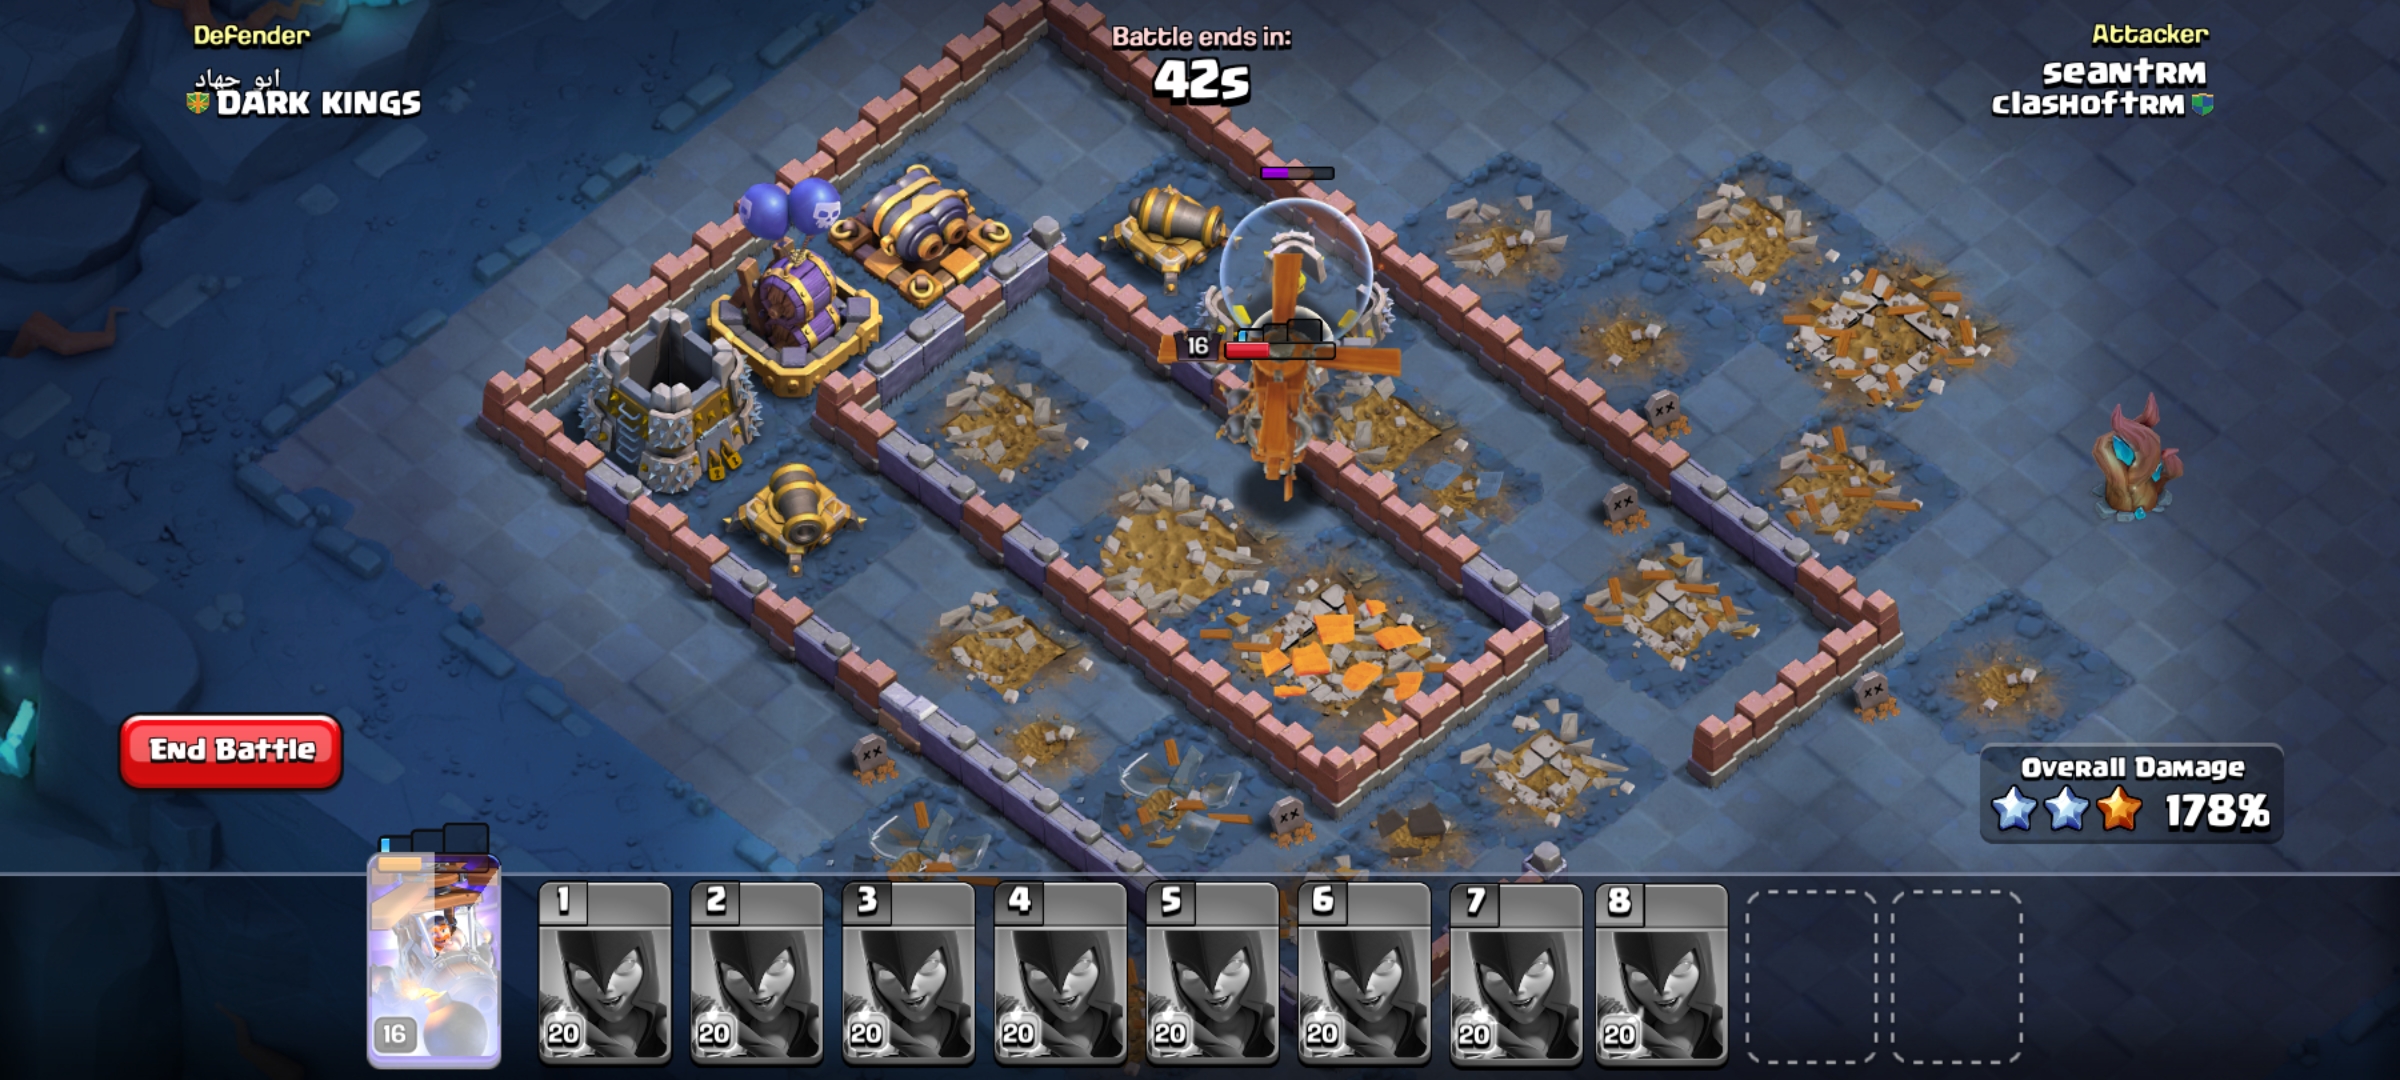 Defender
ابو جهاد
DARK KINGS
Battle ends in:
42s
Attacker
seantRM
clashoftRM
16
End Battle
Overall Damage
178%
1
2
3
4
5
6
7
8
16
20
20
20
20
20
20
20
20